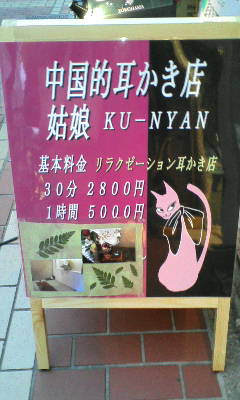 中国的耳かき店
姑娘 KU-NYAN
基本料金 リラクゼーション耳かき店
30分 2800円
1時間 5000円